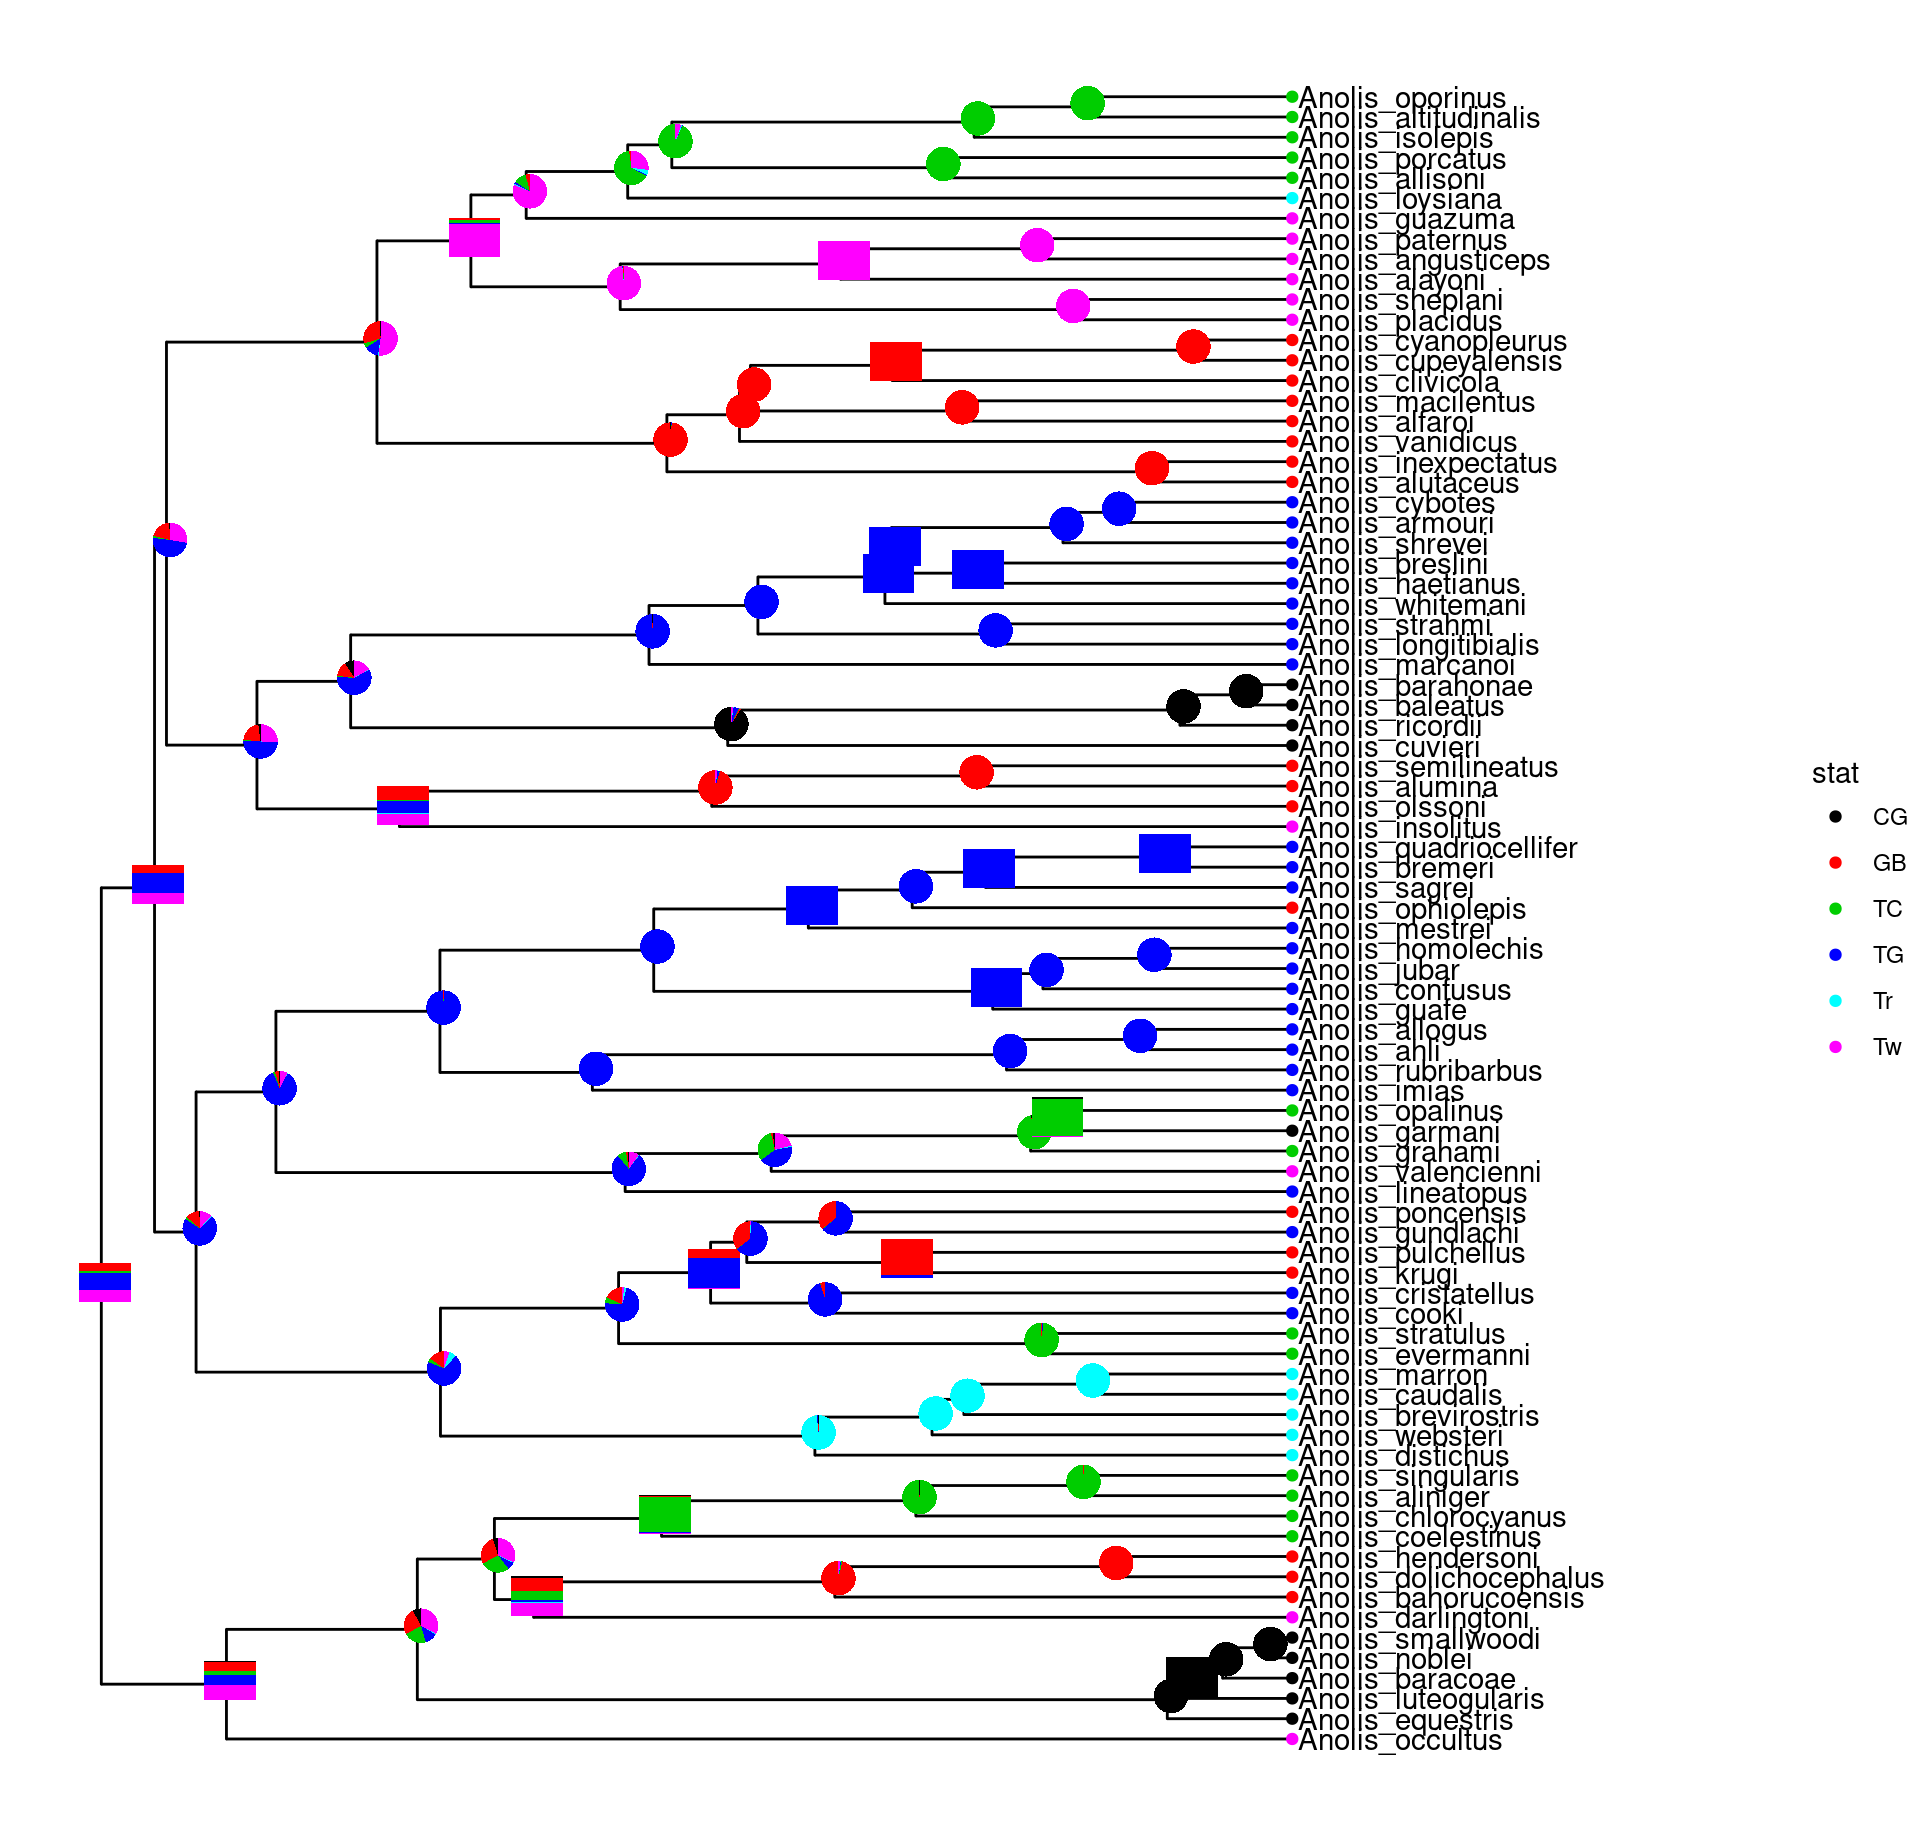 Anolis_oporinus
Anolis_altitudinalis
Anolis_isolepis
Anolis_porcatus
Anolis_allisoni
Anolis_loysiana
Anolis_guazuma
Anolis_paternus
Anolis_angusticeps
Anolis_alayoni
Anolis_sheplani
Anolis_placidus
Anolis_cyanopleurus
Anolis_cupeyalensis
Anolis_clivicola
Anolis_macilentus
Anolis_alfaroi
Anolis_vanidicus
Anolis_inexpectatus
Anolis_alutaceus
Anolis_cybotes
Anolis_armouri
Anolis_shrevei
Anolis_breslini
Anolis_haetianus
Anolis_whitemani
Anolis_strahmi
Anolis_longitibialis
Anolis_marcanoi
Anolis_barahonae
Anolis_baleatus
Anolis_ricordii
Anolis_cuvieri
Anolis_semilineatus
Anolis_alumina
Anolis_olssoni
Anolis_insolitus
Anolis_quadriocellifer
Anolis_bremeri
Anolis_sagrei
Anolis_ophiolepis
Anolis_mestrei
Anolis_homolechis
Anolis_jubar
Anolis_confusus
Anolis_guafe
Anolis_allogus
Anolis_ahli
Anolis_rubribarbus
Anolis_imias
Anolis_opalinus
Anolis_garmani
Anolis_grahami
Anolis_valencienni
Anolis_lineatopus
Anolis_poncensis
Anolis_gundlachi
Anolis_pulchellus
Anolis_krugi
Anolis_cristatellus
Anolis_cooki
Anolis_stratulus
Anolis_evermanni
Anolis_marron
Anolis_caudalis
Anolis_brevirostris
Anolis_websteri
Anolis_distichus
Anolis_singularis
Anolis_aliniger
Anolis_chlorocyanus
Anolis_coelestinus
Anolis_hendersoni
Anolis_dolichocephalus
Anolis_bahorucoensis
Anolis_darlingtoni
Anolis_smallwoodi
Anolis_noblei
Anolis_baracoae
Anolis_luteogularis
Anolis_equestris
Anolis_occultus
stat
CG
GB
TC
TG
Tr
Tw